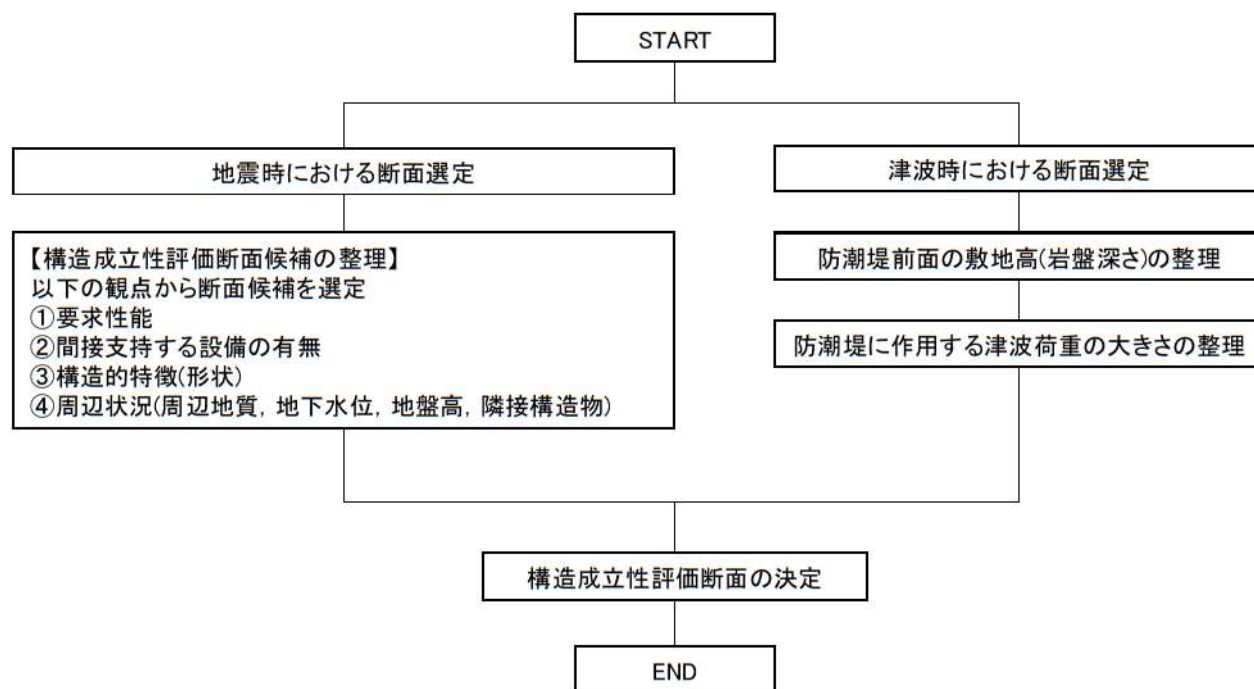 START
地震時における断面選定
【構造成立性評価断面候補の整理】
以下の観点から断面候補を選定
①要求性能
②間接支持する設備の有無
③構造的特徴(形状)
④周辺状況(周辺地質, 地下水位, 地盤高, 隣接構造物)
津波時における断面選定
防潮堤前面の敷地高(岩盤深さ)の整理
防潮堤に作用する津波荷重の大きさの整理
構造成立性評価断面の決定
END